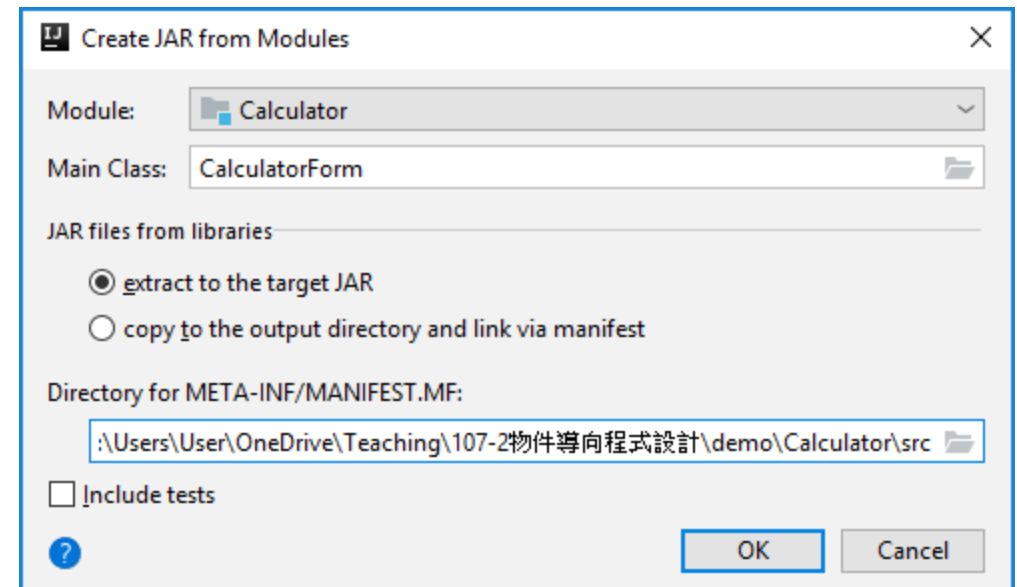 IJ
Create JAR from Modules
Module: Calculator
Main Class: CalculatorForm
JAR files from libraries
extract to the target JAR
copy to the output directory and link via manifest
Directory for META-INF/MANIFEST.MF:
:\Users\User\OneDrive\Teaching\107-2物件導向程式設計\demo\Calculator\src
Include tests
? OK Cancel